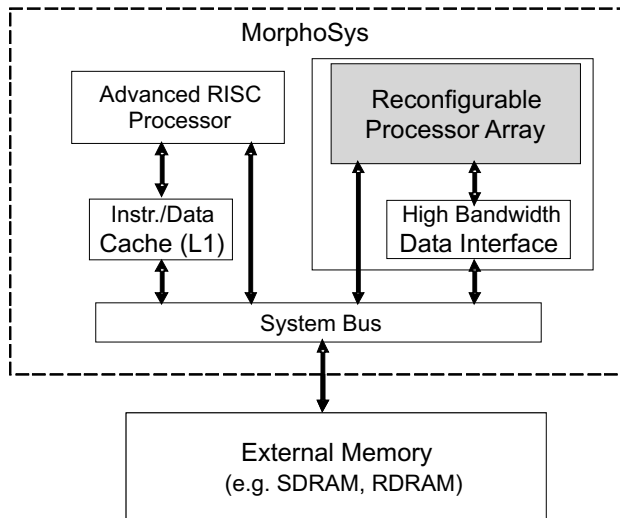 MorphoSys
Advanced RISC
Processor
Reconfigurable
Processor Array
Instr./Data
Cache (L1)
High Bandwidth
Data Interface
System Bus
External Memory
(e.g. SDRAM, RDRAM)